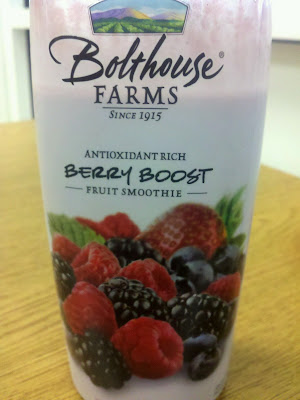 Bolthouse®
FARMS
SINCE 1915
ANTIOXIDANT RICH
BERRY BOOST
FRUIT SMOOTHIE